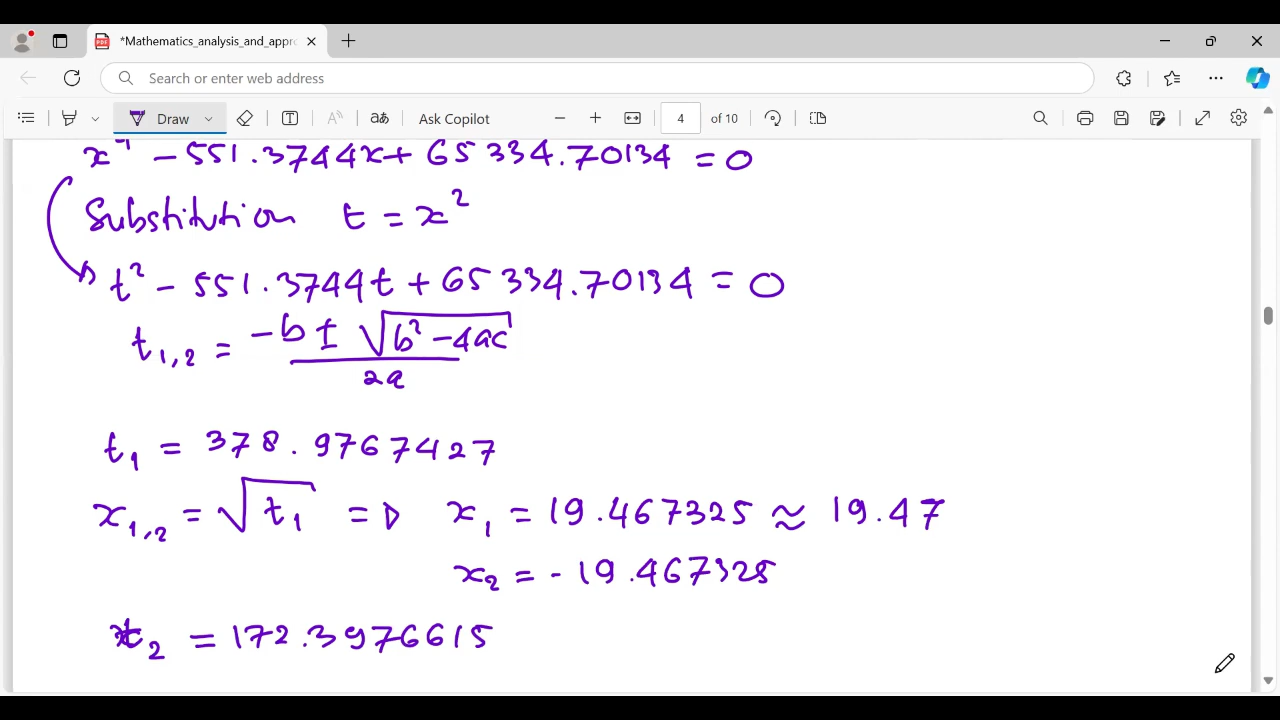 *Mathematics_analysis_and_appro
Search or enter web address
Draw
Ask Copilot
4 of 10
x⁴ - 551.3744x + 65 334.70134 = 0
Substitution t = x²
t² - 551.3744t + 65 334.70134 = 0
t₁,₂ = -b ± √b² - 4ac / 2a
t₁ = 378.9767427
x₁,₂ = √t₁ => x₁ = 19.467325 ≈ 19.47
x₂ = -19.467325
t₂ = 172.3976615